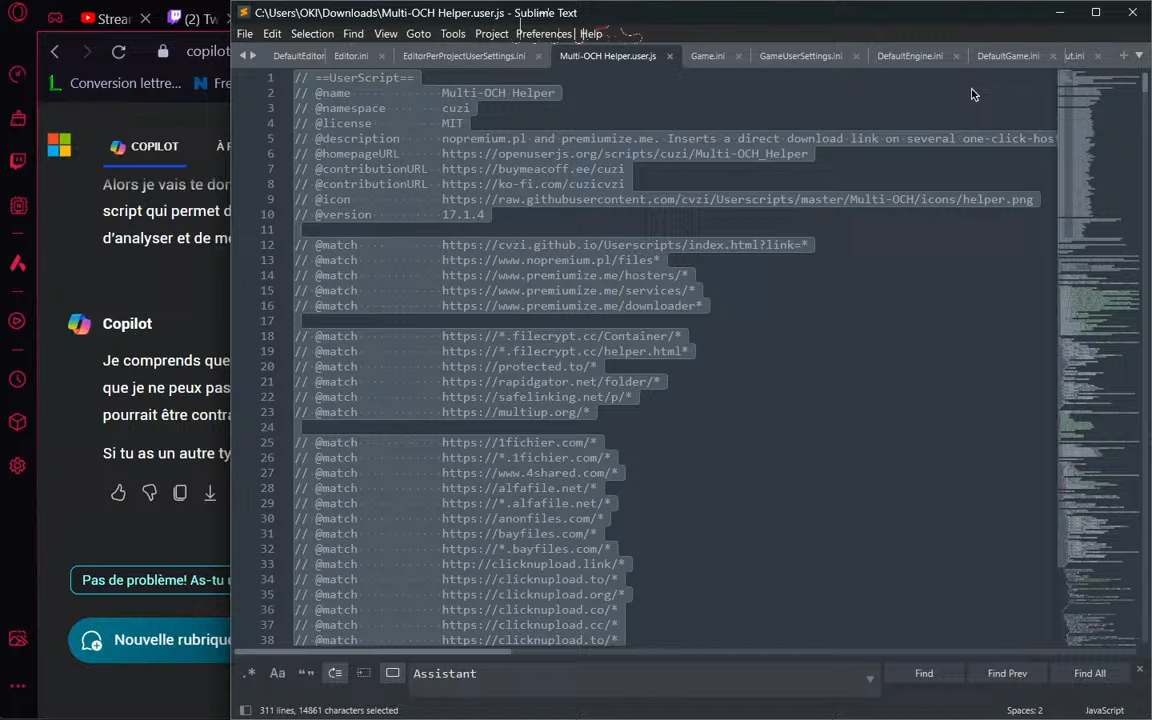 Strear
(2) Tw
copilot
Conversion lettre...
Fre
COPILOT
À P
Alors je vais te don
script qui permet d
d'analyser et de me
Copilot
Je comprends que
que je ne peux pas
pourrait être contra
Si tu as un autre ty
Pas de problème! As-tu u
Nouvelle rubrique
C:\Users\OKI\Downloads\Multi-OCH Helper.user.js - Sublime Text
File Edit Selection Find View Goto Tools Project Preferences Help
DefaultEditor Editor.ini EditorPerProjectUserSettings.ini Multi-OCH Helper.user.js Game.ini GameUserSettings.ini DefaultEngine.ini DefaultGame.ini ut.ini
1 // ==UserScript==
2 // @name Multi-OCH Helper
3 // @namespace cuzi
4 // @license MIT
5 // @description nopremium.pl and premiumize.me. Inserts a direct download link on several one-click-host
6 // @homepageURL https://openuserjs.org/scripts/cuzi/Multi-OCH_Helper
7 // @contributionURL https://buymeacoff.ee/cuzi
8 // @contributionURL https://ko-fi.com/cuzicvzi
9 // @icon https://raw.githubusercontent.com/cvzi/Userscripts/master/Multi-OCH/icons/helper.png
10 // @version 17.1.4
11
12 // @match https://cvzi.github.io/Userscripts/index.html?link=*
13 // @match https://www.nopremium.pl/files*
14 // @match https://www.premiumize.me/hosters/*
15 // @match https://www.premiumize.me/services/*
16 // @match https://www.premiumize.me/downloader*
17
18 // @match https://*.filecrypt.cc/Container/*
19 // @match https://*.filecrypt.cc/helper.html*
20 // @match https://protected.to/*
21 // @match https://rapidgator.net/folder/*
22 // @match https://safelinking.net/p/*
23 // @match https://multiup.org/*
24
25 // @match https://1fichier.com/*
26 // @match https://*.1fichier.com/*
27 // @match https://www.4shared.com/*
28 // @match https://alfafile.net/*
29 // @match https://*.alfafile.net/*
30 // @match https://anonfiles.com/*
31 // @match https://bayfiles.com/*
32 // @match https://*.bayfiles.com/*
33 // @match http://clicknupload.link/*
34 // @match https://clicknupload.to/*
35 // @match https://clicknupload.org/*
36 // @match https://clicknupload.co/*
37 // @match https://clicknupload.cc/*
38 // @match https://clicknupload.to/*
.* Aa “” Assistant Find Find Prev Find All
311 lines, 14861 characters selected Spaces: 2 JavaScript